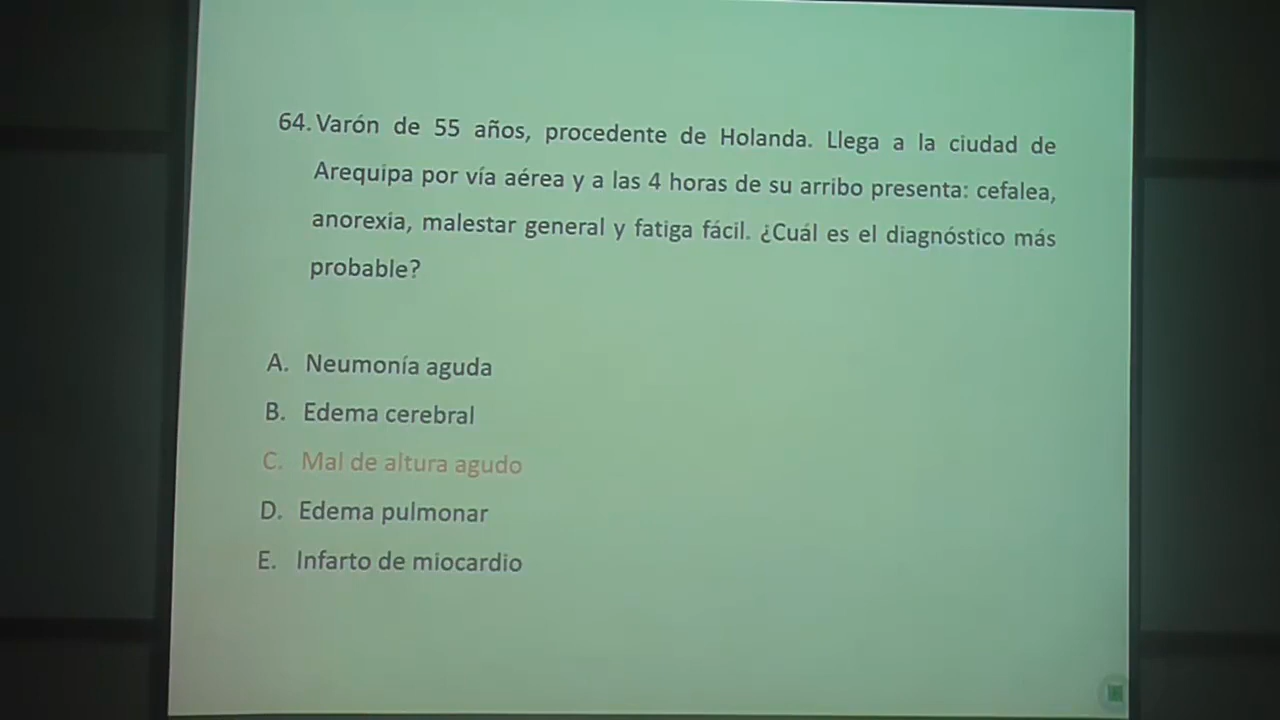 64. Varón de 55 años, procedente de Holanda. Llega a la ciudad de
Arequipa por vía aérea y a las 4 horas de su arribo presenta: cefalea,
anorexia, malestar general y fatiga fácil. ¿Cuál es el diagnóstico más
probable?
A. Neumonía aguda
B. Edema cerebral
C. Mal de altura agudo
D. Edema pulmonar
E. Infarto de miocardio